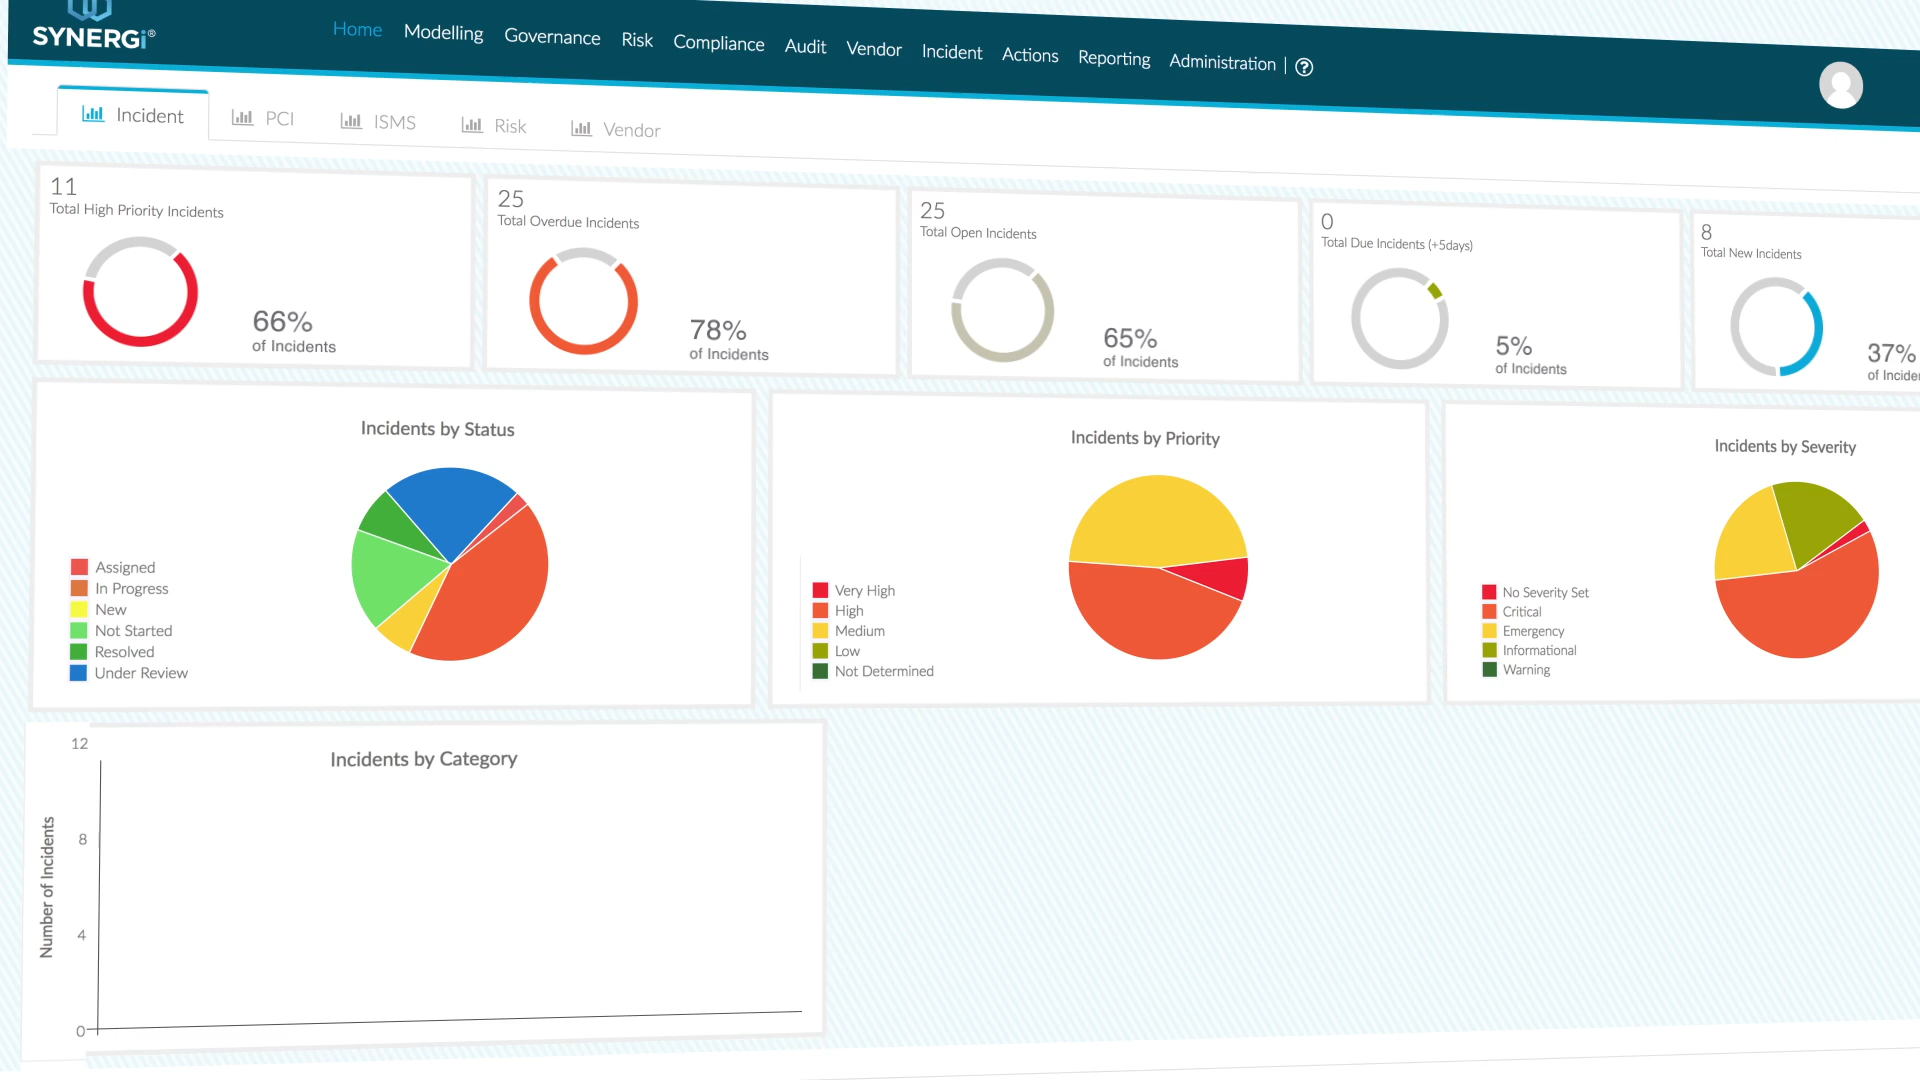 SYNERGi®
Home Modelling Governance Risk Compliance Audit Vendor Incident Actions Reporting Administration | ?
Incident PCI ISMS Risk Vendor
11
Total High Priority Incidents
66%
of Incidents
25
Total Overdue Incidents
78%
of Incidents
25
Total Open Incidents
65%
of Incidents
0
Total Due Incidents (+5days)
5%
of Incidents
8
Total New Incidents
37%
of
Incidents by Status
Assigned
In Progress
New
Not Started
Resolved
Under Review
Incidents by Priority
Very High
High
Medium
Low
Not Determined
Incidents by Severity
No Severity Set
Critical
Emergency
Informational
Warning
Incidents by Category
Number of Incidents
12
8
4
0